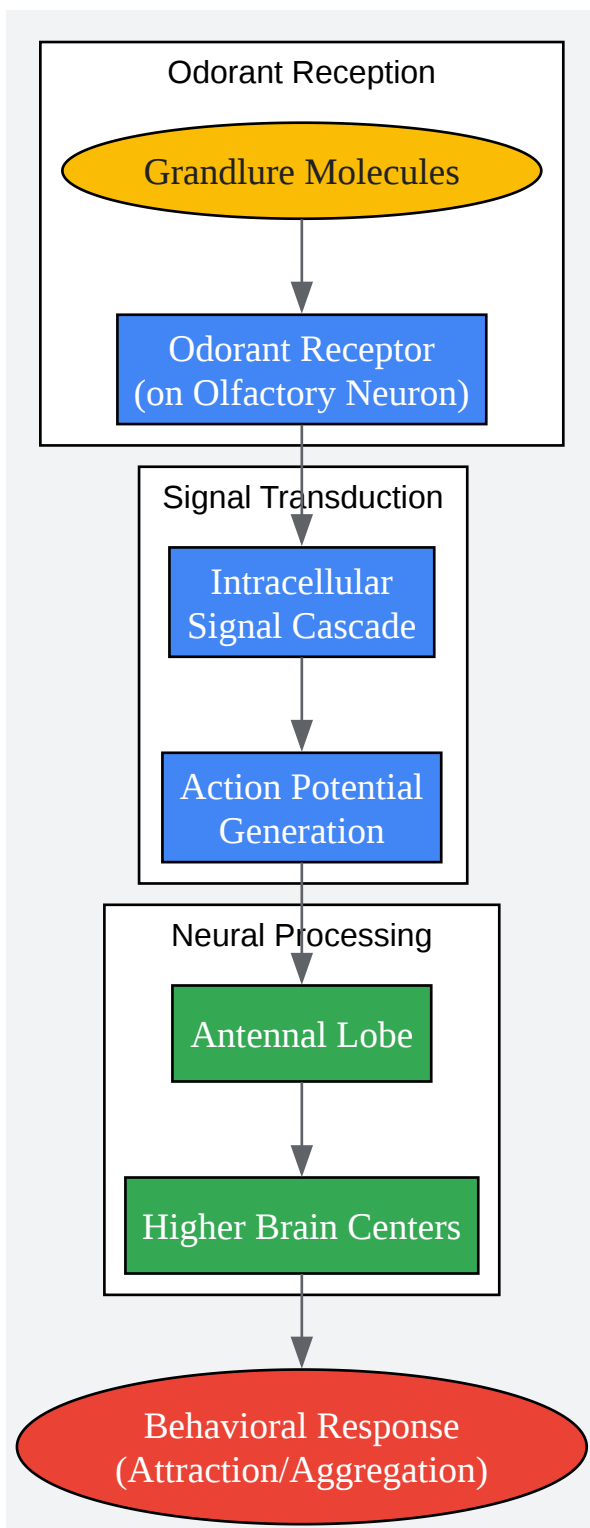 Odorant Reception
Grandlure Molecules
Odorant Receptor
(on Olfactory Neuron)
Signal Transduction
Intracellular
Signal Cascade
Action Potential
Generation
Neural Processing
Antennal Lobe
Higher Brain Centers
Behavioral Response
(Attraction/Aggregation)